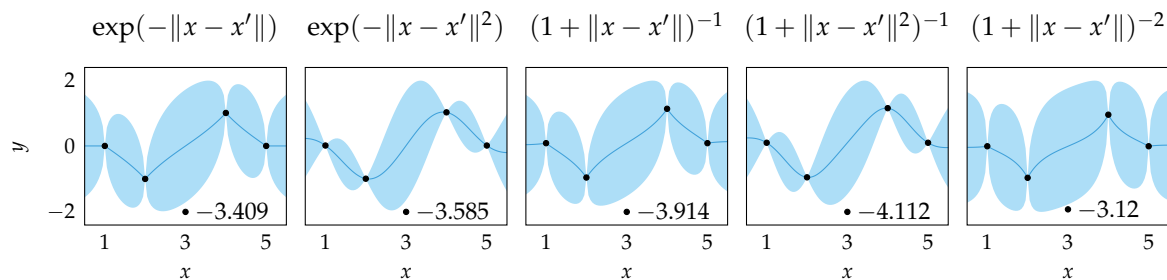 exp(−‖x − x′‖) exp(−‖x − x′‖²) (1 + ‖x − x′‖)⁻¹ (1 + ‖x − x′‖²)⁻¹ (1 + ‖x − x′‖)⁻²
2
0
y
−2
−3.409 −3.585 −3.914 −4.112 −3.12
1 3 5 1 3 5 1 3 5 1 3 5 1 3 5
x x x x x